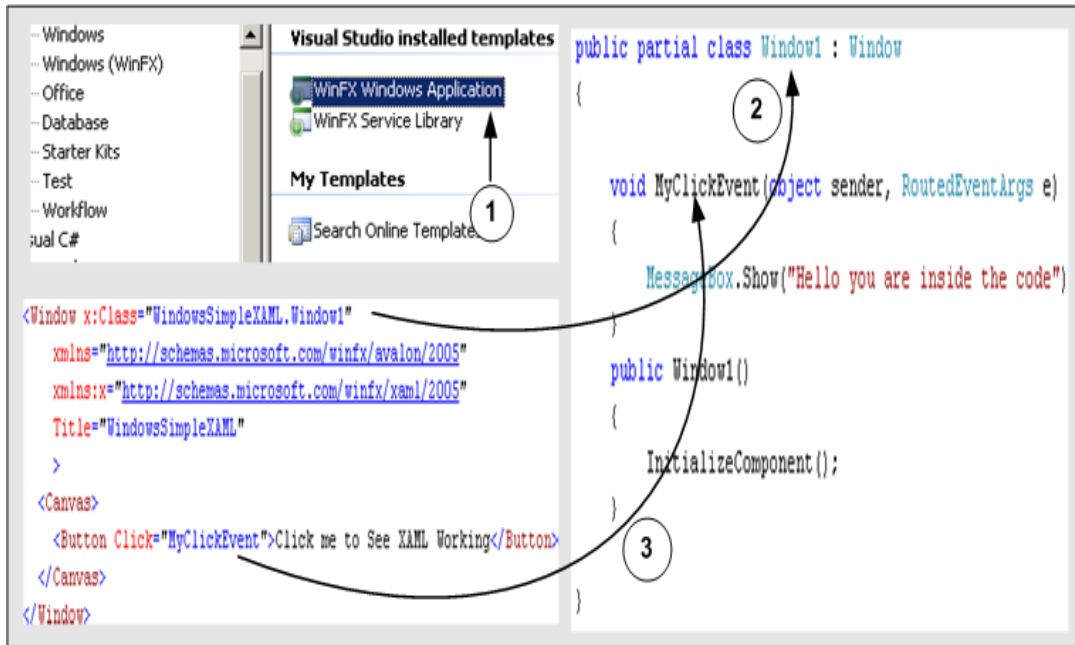 Windows
Windows (WinFX)
Office
Database
Starter Kits
Test
Workflow
sual C#
Visual Studio installed templates
WinFX Windows Application
WinFX Service Library
My Templates
1
Search Online Templates
<Window x:Class="WindowsSimpleXAML.Window1"
xmlns="http://schemas.microsoft.com/winfx/avalon/2005"
xmlns:x="http://schemas.microsoft.com/winfx/xaml/2005"
Title="WindowsSimpleXAML"
>
<Canvas>
<Button Click="MyClickEvent">Click me to See XAML Working</Button>
</Canvas>
</Window>
public partial class Window1 : Window
2
{
void MyClickEvent(object sender, RoutedEventArgs e)
{
MessageBox.Show("Hello you are inside the code")
}
public Window1()
{
InitializeComponent();
}
3
}